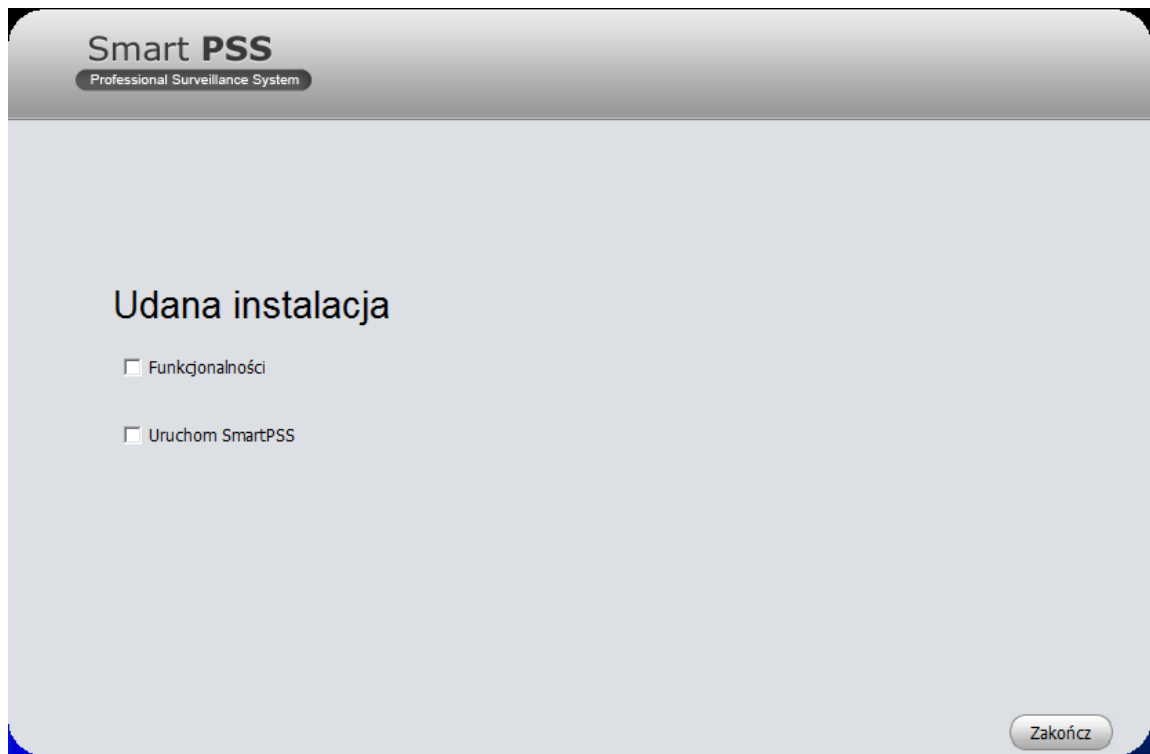 Smart PSS
Professional Surveillance System
Udana instalacja
Funkcjonalności
Uruchom SmartPSS
Zakończ